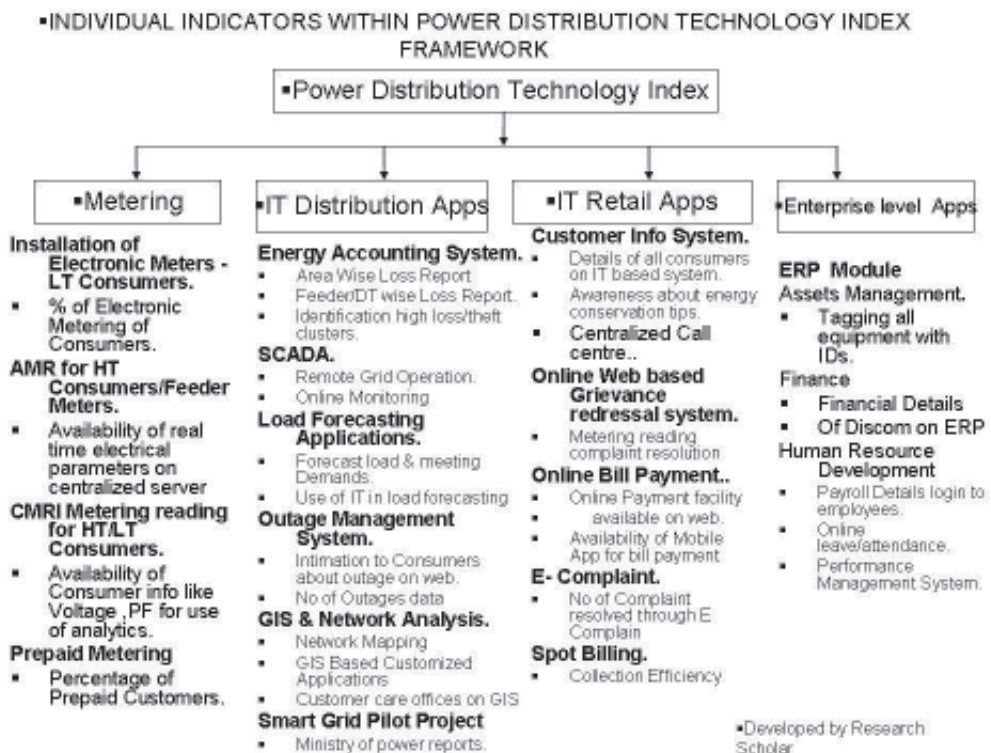 ▪INDIVIDUAL INDICATORS WITHIN POWER DISTRIBUTION TECHNOLOGY INDEX
FRAMEWORK
▪Power Distribution Technology Index
▪Metering
Installation of
Electronic Meters -
LT Consumers.
▪ % of Electronic
Metering of
Consumers.
AMR for HT
Consumers/Feeder
Meters.
▪ Availability of real
time electrical
parameters on
centralized server
CMRI Metering reading
for HT/LT
Consumers.
▪ Availability of
Consumer info like
Voltage ,PF for use
of analytics.
Prepaid Metering
▪ Percentage of
Prepaid Customers.
▪IT Distribution Apps
Energy Accounting System.
▪ Area Wise Loss Report
▪ Feeder/DT wise Loss Report.
▪ Identification high loss/theft
clusters.
SCADA.
▪ Remote Grid Operation.
▪ Online Monitoring
Load Forecasting
Applications.
▪ Forecast load & meeting
Demands.
▪ Use of IT in load forecasting
Outage Management
System.
▪ Intimation to Consumers
about outage on web.
▪ No of Outages data
GIS & Network Analysis.
▪ Network Mapping
▪ GIS Based Customized
Applications
▪ Customer care offices on GIS
Smart Grid Pilot Project
▪ Ministry of power reports.
▪IT Retail Apps
Customer Info System.
▪ Details of all consumers
on IT based system.
▪ Awareness about energy
conservation tips.
▪ Centralized Call
centre..
Online Web based
Grievance
redressal system.
▪ Metering reading
complaint resolution
Online Bill Payment..
▪ Online Payment facility
▪ available on web.
▪ Availability of Mobile
App for bill payment
E- Complaint.
▪ No of Complaint
resolved through E
Complain
Spot Billing.
▪ Collection Efficiency
▪Enterprise level Apps
ERP Module
Assets Management.
▪ Tagging all
equipment with
IDs.
Finance
▪ Financial Details
▪ Of Discom on ERP
Human Resource
Development
▪ Payroll Details login to
employees.
▪ Online
leave/attendance.
▪ Performance
Management System.
▪Developed by Research
Scholar